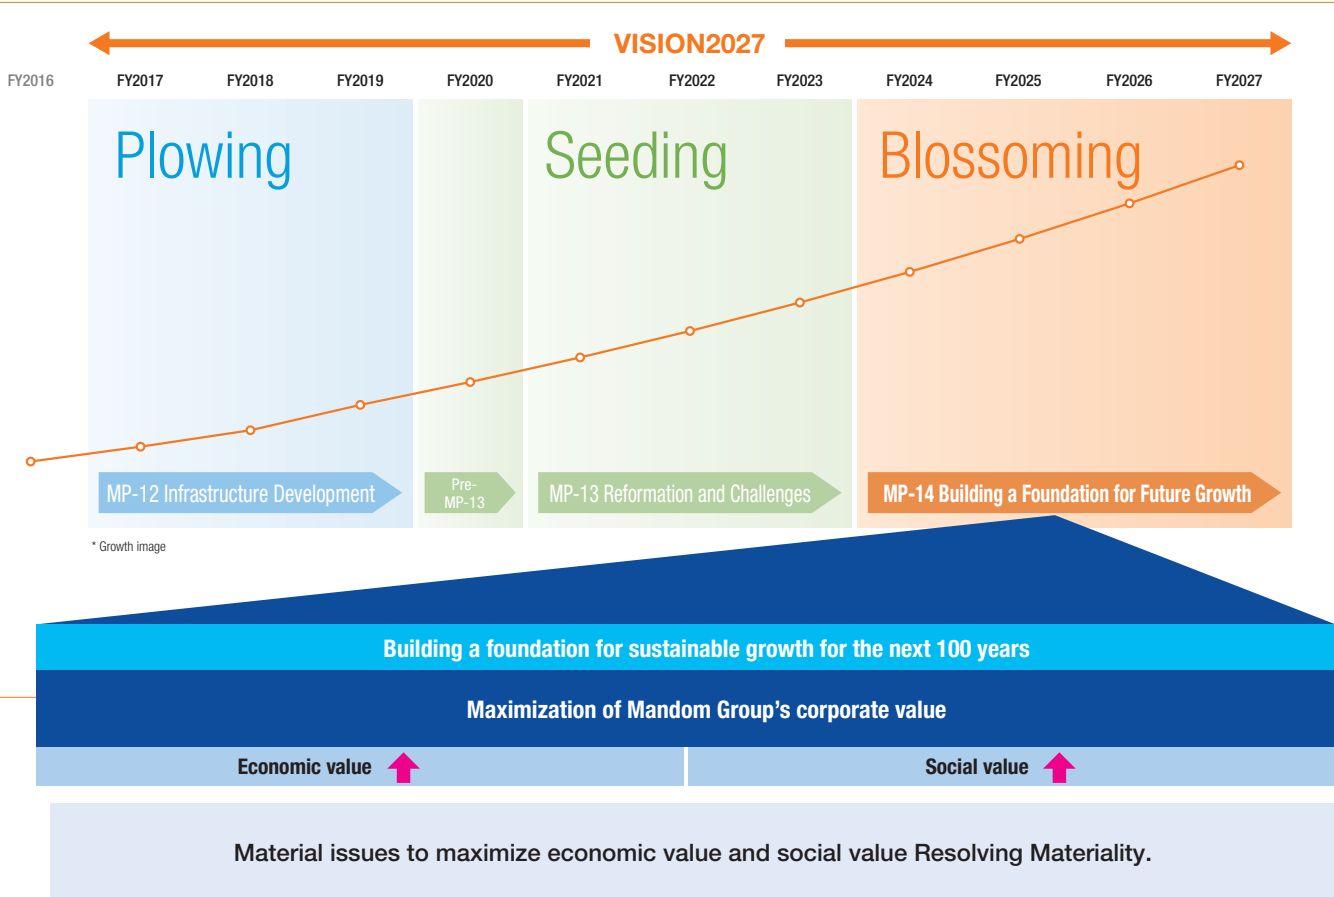 VISION2027
FY2016 FY2017 FY2018 FY2019 FY2020 FY2021 FY2022 FY2023 FY2024 FY2025 FY2026 FY2027
Plowing
Seeding
Blossoming
MP-12 Infrastructure Development
Pre-
MP-13
MP-13 Reformation and Challenges
MP-14 Building a Foundation for Future Growth
* Growth image
Building a foundation for sustainable growth for the next 100 years
Maximization of Mandom Group’s corporate value
Economic value
Social value
Material issues to maximize economic value and social value Resolving Materiality.